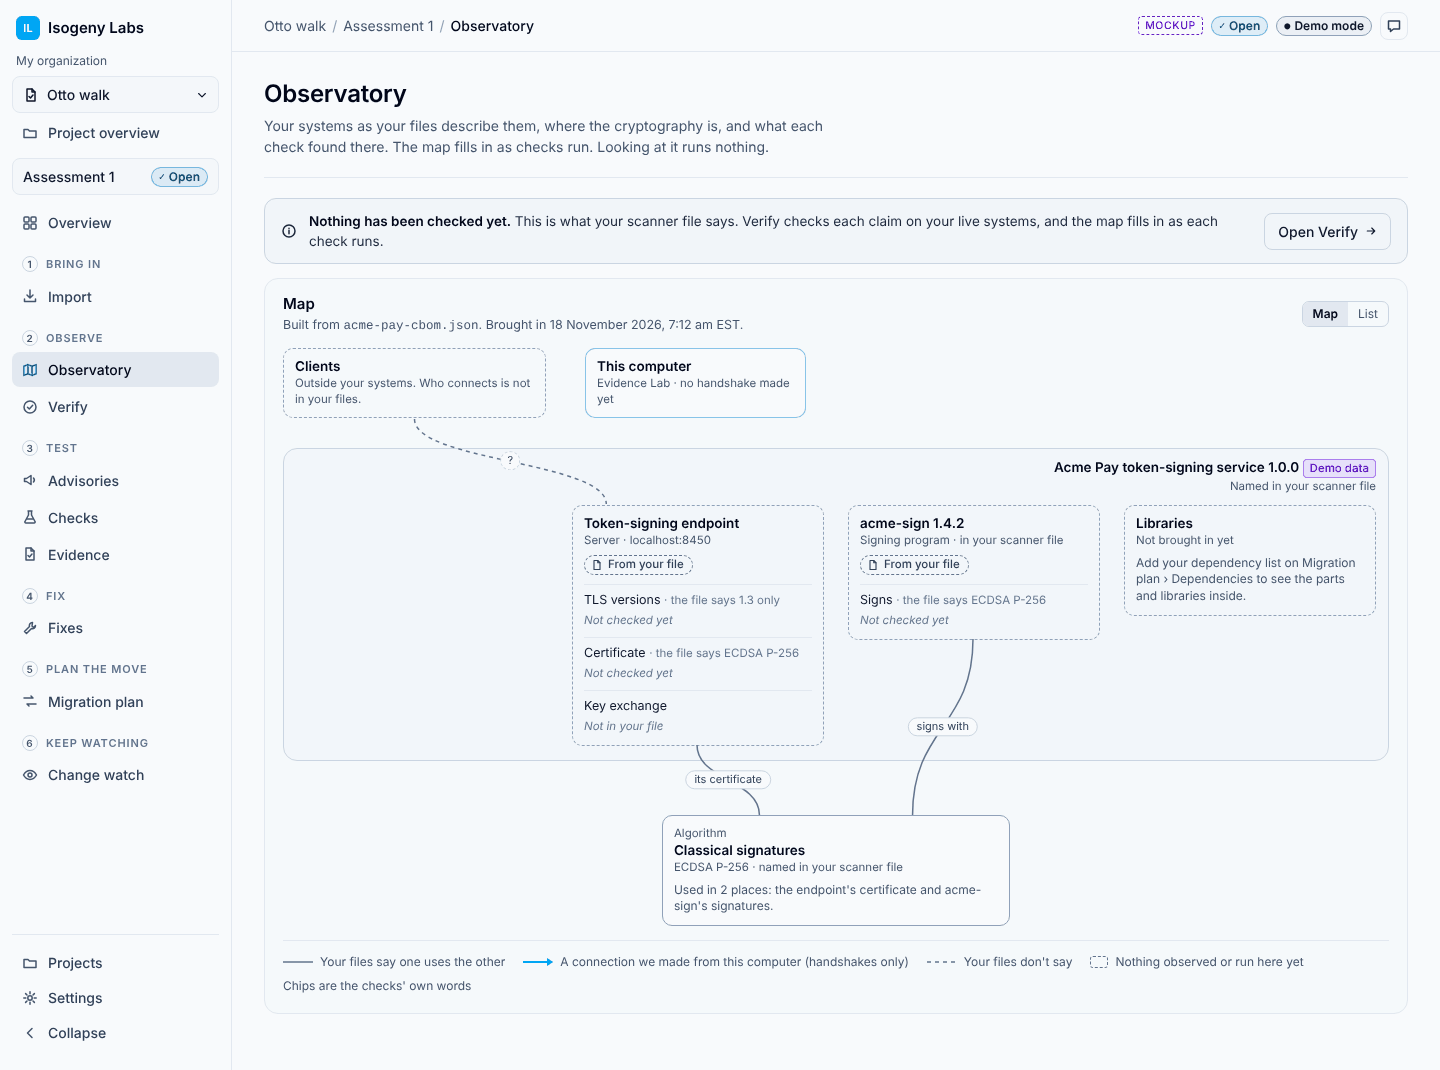 IL Isogeny Labs
My organization
Otto walk
Project overview
Assessment 1 ✓ Open
Overview
1 BRING IN
Import
2 OBSERVE
Observatory
Verify
3 TEST
Advisories
Checks
Evidence
4 FIX
Fixes
5 PLAN THE MOVE
Migration plan
6 KEEP WATCHING
Change watch
Projects
Settings
Collapse
Otto walk / Assessment 1 / Observatory
MOCKUP ✓ Open ● Demo mode
Observatory
Your systems as your files describe them, where the cryptography is, and what each
check found there. The map fills in as checks run. Looking at it runs nothing.
Nothing has been checked yet. This is what your scanner file says. Verify checks each claim on your live systems, and the map fills in as each
check runs.
Open Verify →
Map
Built from acme-pay-cbom.json. Brought in 18 November 2026, 7:12 am EST.
Map List
Clients
Outside your systems. Who connects is not
in your files.
This computer
Evidence Lab · no handshake made
yet
?
Acme Pay token-signing service 1.0.0 Demo data
Named in your scanner file
Token-signing endpoint
Server · localhost:8450
From your file
TLS versions · the file says 1.3 only
Not checked yet
Certificate · the file says ECDSA P-256
Not checked yet
Key exchange
Not in your file
acme-sign 1.4.2
Signing program · in your scanner file
From your file
Signs · the file says ECDSA P-256
Not checked yet
Libraries
Not brought in yet
Add your dependency list on Migration
plan › Dependencies to see the parts
and libraries inside.
signs with
its certificate
Algorithm
Classical signatures
ECDSA P-256 · named in your scanner file
Used in 2 places: the endpoint's certificate and acme-
sign's signatures.
Your files say one uses the other
A connection we made from this computer (handshakes only)
Your files don't say
Nothing observed or run here yet
Chips are the checks' own words